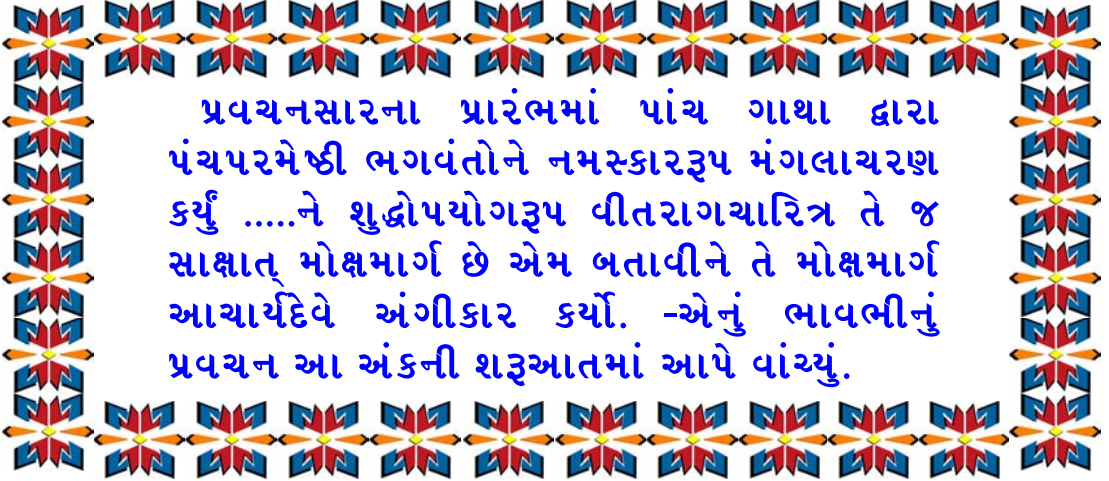 પ્રવચનસારના પ્રારંભમાં પાંચ ગાથા દ્વારા
પંચપરમેષ્ઠી ભગવંતોને નમસ્કારરૂપ મંગલાચરણ
કર્યું .....ને શુદ્ધોપયોગરૂપ વીતરાગચારિત્ર તે જ
સાક્ષાત્ મોક્ષમાર્ગ છે એમ બતાવીને તે મોક્ષમાર્ગ
આચાર્યદેવે અંગીકાર કર્યો. -એનું ભાવભીનું
પ્રવચન આ અંકની શરૂઆતમાં આપે વાંચ્યું.